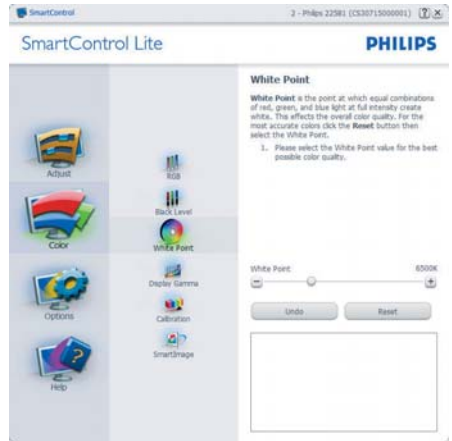 SmartControl
2 - Philips 225B1 (CS30715000001)
SmartControl Lite
PHILIPS
White Point
White Point is the point at which equal combinations
of red, green, and blue light at full intensity create
white. This effects the overall color quality. For the
most accurate colors click the Reset button then
select the White Point.
1. Please select the White Point value for the best
possible color quality.
Adjust
Color
Options
Help
RGB
Black Level
White Point
Display Gamma
Calibration
SmartImage
White Point 6500K
Undo Reset